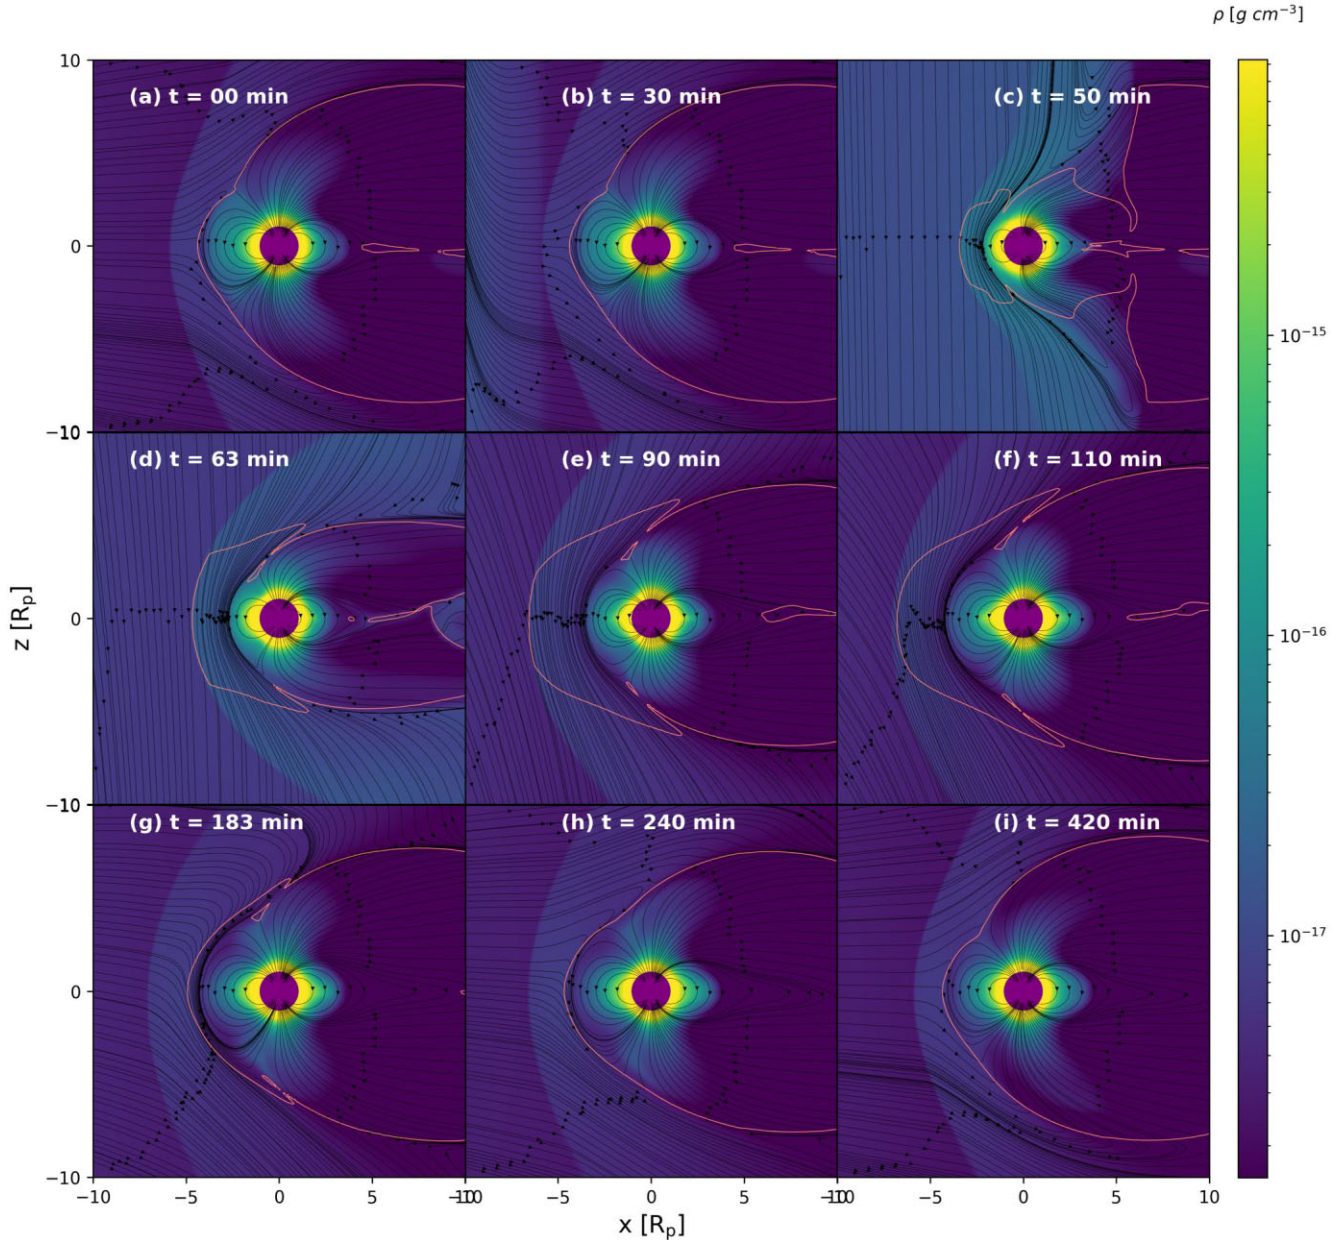 ρ [g cm⁻³]
(a) t = 00 min
(b) t = 30 min
(c) t = 50 min
10
0
−10
10⁻¹⁵
(d) t = 63 min
(e) t = 90 min
(f) t = 110 min
z [Rₚ]
0
−10
10⁻¹⁶
(g) t = 183 min
(h) t = 240 min
(i) t = 420 min
10⁻¹⁷
0
−10
−10 −5 0 5 −10 −5 0 5 −10 −5 0 5 10
x [Rₚ]